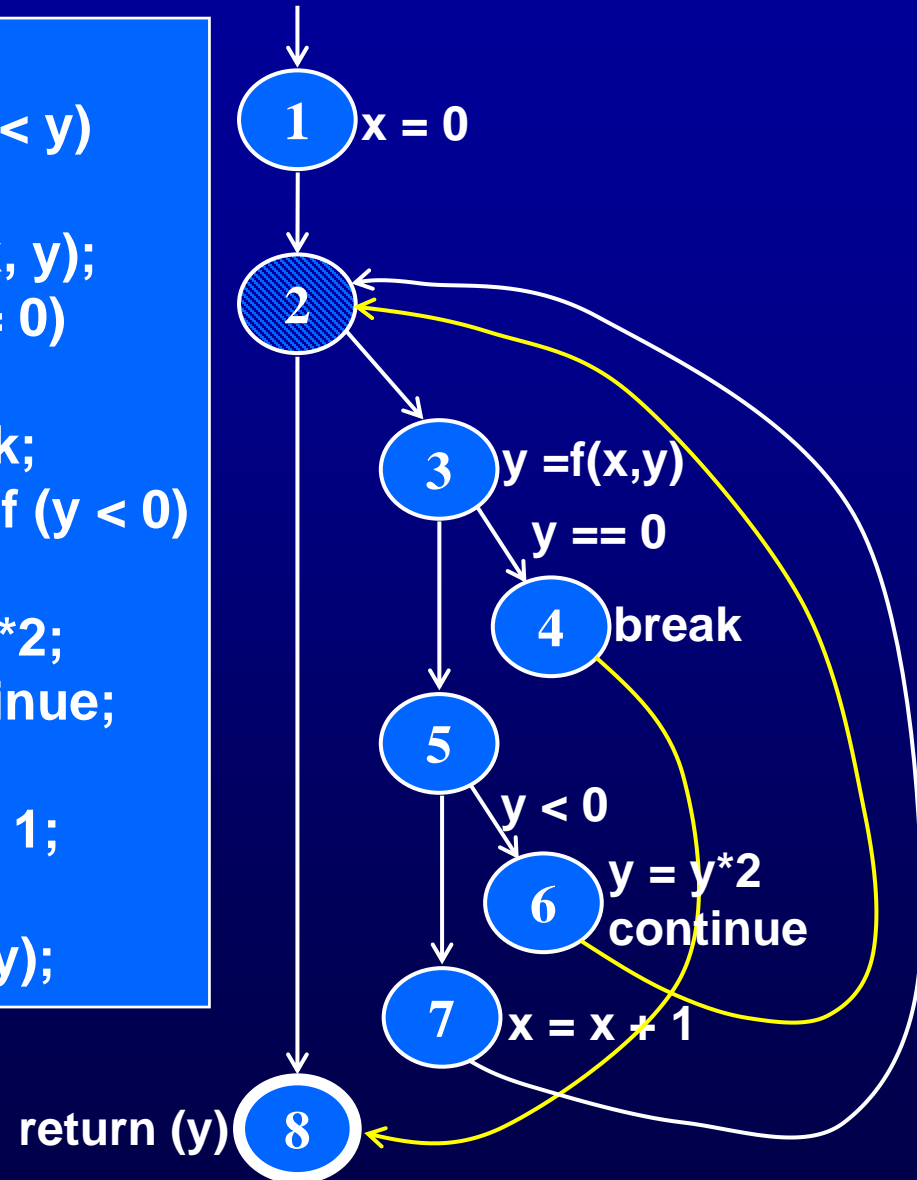 < y)
, y);
= 0)
k;
f (y < 0)
*2;
inue;
1;
y);
1
x = 0
2
3
y =f(x,y)
y == 0
4
break
5
y < 0
6
y = y*2
continue
7
x = x + 1
return (y)
8